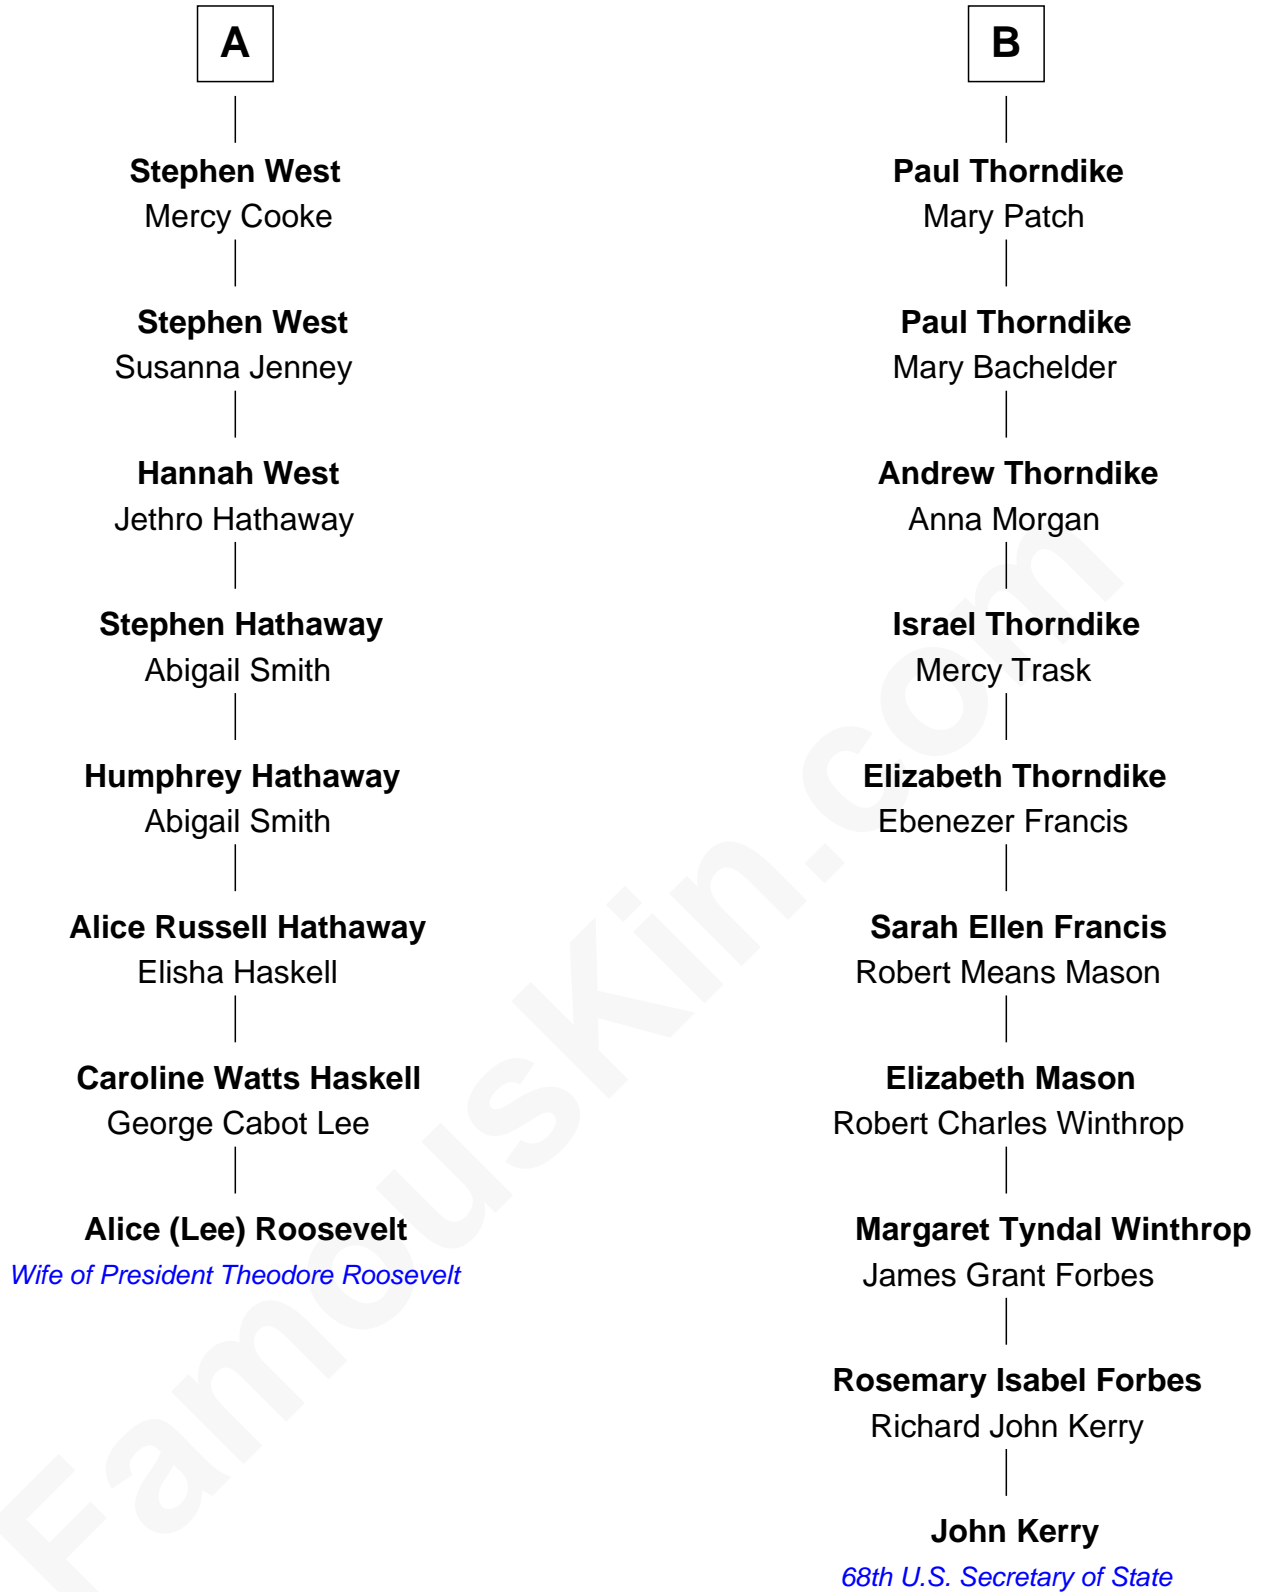 A
Stephen West
Mercy Cooke
Stephen West
Susanna Jenney
Hannah West
Jethro Hathaway
Stephen Hathaway
Abigail Smith
Humphrey Hathaway
Abigail Smith
Alice Russell Hathaway
Elisha Haskell
Caroline Watts Haskell
George Cabot Lee
Alice (Lee) Roosevelt
Wife of President Theodore Roosevelt
B
Paul Thorndike
Mary Patch
Paul Thorndike
Mary Bachelder
Andrew Thorndike
Anna Morgan
Israel Thorndike
Mercy Trask
Elizabeth Thorndike
Ebenezer Francis
Sarah Ellen Francis
Robert Means Mason
Elizabeth Mason
Robert Charles Winthrop
Margaret Tyndal Winthrop
James Grant Forbes
Rosemary Isabel Forbes
Richard John Kerry
John Kerry
68th U.S. Secretary of State
FamousKin.com